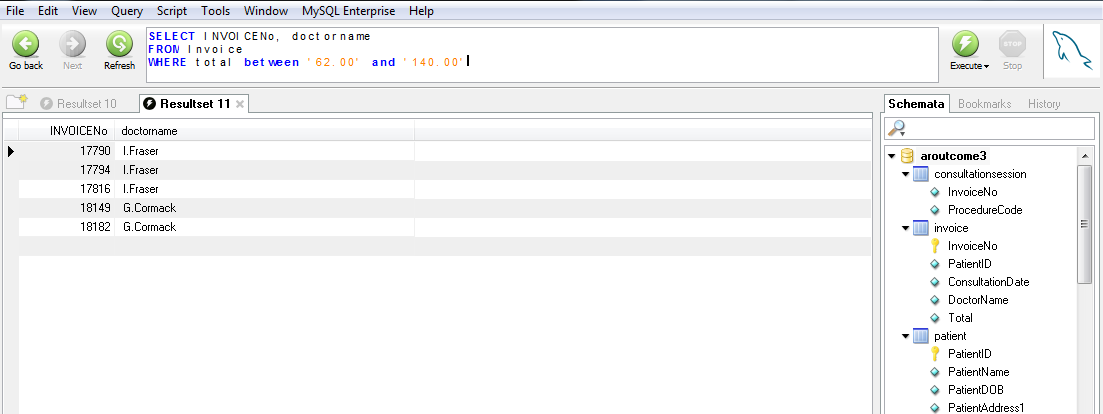 File Edit View Query Script Tools Window MySQL Enterprise Help
SELECT INVOICENo, doctorname
FROM Invoice
WHERE total between '62.00' and '140.00'
Go back Next Refresh Execute Stop
Resultset 10 Resultset 11
Schemata Bookmarks History
INVOICENo doctorname
17790 I.Fraser
17794 I.Fraser
17816 I.Fraser
18149 G.Cormack
18182 G.Cormack
aroutcome3
consultationsession
InvoiceNo
ProcedureCode
invoice
InvoiceNo
PatientID
ConsultationDate
DoctorName
Total
patient
PatientID
PatientName
PatientDOB
PatientAddress1